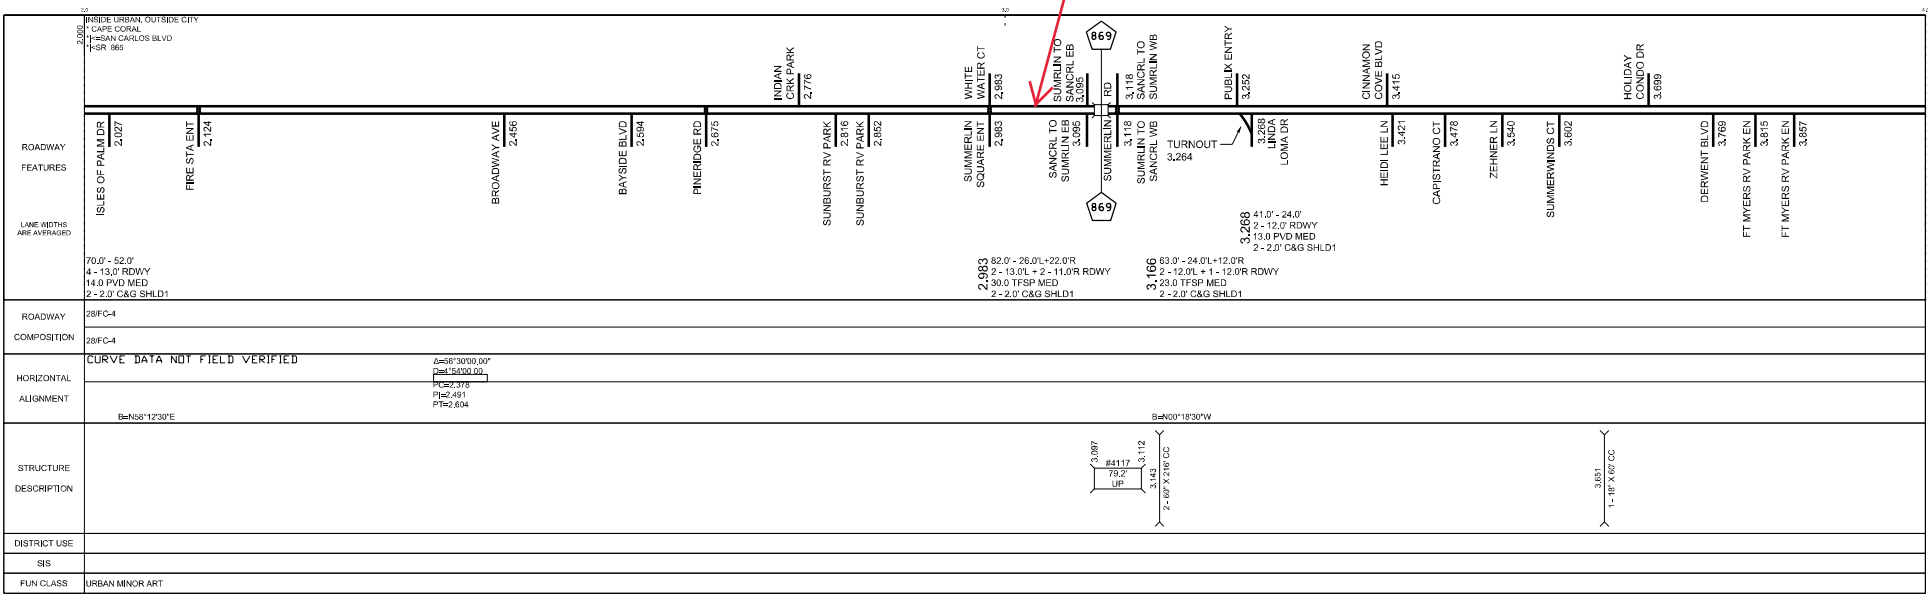 2.0
3.0
4.0
2.000
INSIDE URBAN, OUTSIDE CITY
* CAPE CORAL
*|<=SAN CARLOS BLVD
*|<SR 865
INDIAN
CRK PARK
2.776
WHITE
WATER CT
2.983
SUMRLIN TO
SANCRL EB
3.095
869
RD
3.118
SANCRL TO
SUMRLIN WB
PUBLIX ENTRY
3.252
CINNAMON
COVE BLVD
3.415
HOLIDAY
CONDO DR
3.699
ROADWAY
FEATURES
LANE WIDTHS
ARE AVERAGED
ISLES OF PALM DR
2.027
FIRE STA ENT
2.124
BROADWAY AVE
2.456
BAYSIDE BLVD
2.594
PINERIDGE RD
2.675
SUNBURST RV PARK
2.816
SUNBURST RV PARK
2.852
SUMMERLIN
SQUARE ENT
2.983
SANCRL TO
SUMRLIN EB
3.095
SUMMERLIN
869
3.118
SUMRLIN TO
SANCRL WB
TURNOUT
3.264
3.268
LINDA
LOMA DR
HEIDI LEE LN
3.421
CAPISTRANO CT
3.478
ZEHNER LN
3.540
SUMMERWINDS CT
3.602
DERWENT BLVD
3.769
FT MYERS RV PARK EN
3.815
FT MYERS RV PARK EN
3.857
70.0' - 52.0'
4 - 13.0' RDWY
14.0 PVD MED
2 - 2.0' C&G SHLD1
2.983
82.0' - 26.0'L+22.0'R
2 - 13.0'L + 2 - 11.0'R RDWY
30.0 TFSP MED
2 - 2.0' C&G SHLD1
3.166
63.0' - 24.0'L+12.0'R
2 - 12.0'L + 1 - 12.0'R RDWY
23.0 TFSP MED
2 - 2.0' C&G SHLD1
3.268
41.0' - 24.0'
2 - 12.0' RDWY
13.0 PVD MED
2 - 2.0' C&G SHLD1
ROADWAY
COMPOSITION
28/FC-4
28/FC-4
HORIZONTAL
ALIGNMENT
CURVE DATA NOT FIELD VERIFIED
Δ=58°30'00.00"
D=4°54'00.00
PC=2.378
PI=2.491
PT=2.604
B=N58°12'30"E
B=N00°18'30"W
STRUCTURE
DESCRIPTION
3.097
#4117
79.2'
UP
3.112
3.143
2 - 60" X 216' CC
3.651
1 - 18" X 60' CC
DISTRICT USE
SIS
FUN CLASS
URBAN MINOR ART